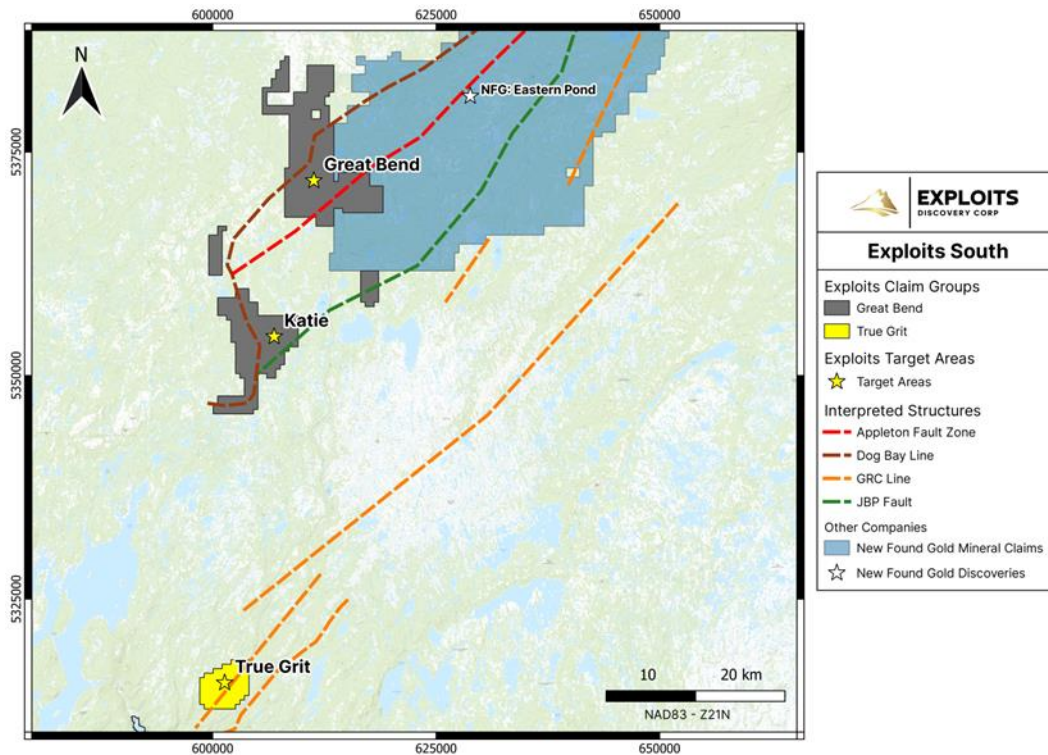 600000 625000 650000
N
NFG: Eastern Pond
5375000 5375000
Great Bend
Katie
5350000 5350000
5325000 5325000
True Grit
10 20 km
NAD83 - Z21N
600000 625000 650000
EXPLOITS
DISCOVERY CORP
Exploits South
Exploits Claim Groups
Great Bend
True Grit
Exploits Target Areas
Target Areas
Interpreted Structures
Appleton Fault Zone
Dog Bay Line
GRC Line
JBP Fault
Other Companies
New Found Gold Mineral Claims
New Found Gold Discoveries